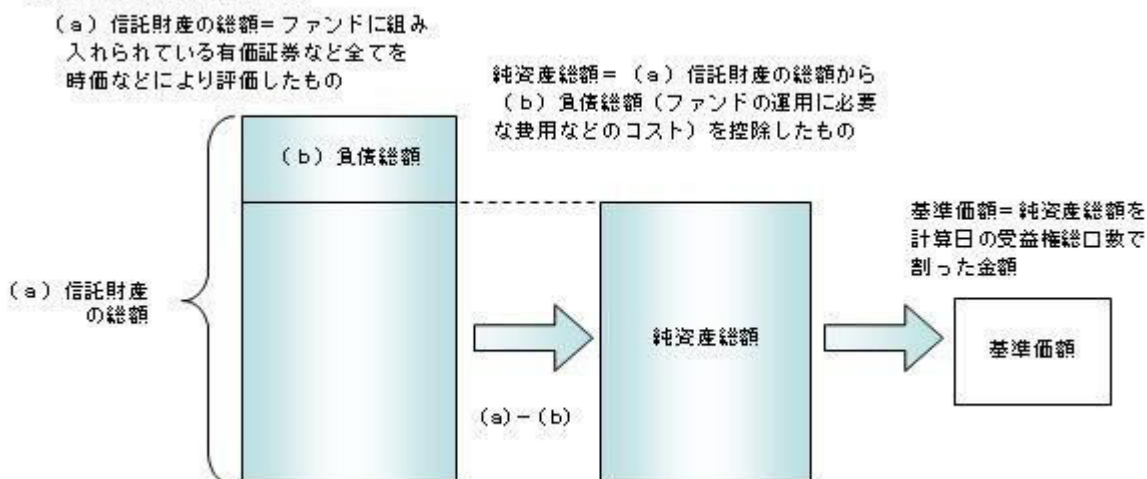 (a) 信託財産の総額=ファンドに組み
入れられている有価証券など全てを
時価などにより評価したもの
純資産総額= (a) 信託財産の総額から
(b) 負債総額(ファンドの運用に必要
な費用などのコスト)を控除したもの
(b) 負債総額
基準価額=純資産総額を
計算日の受益権総口数で
割った金額
(a) 信託財産
の総額
純資産総額
基準価額
(a)-(b)